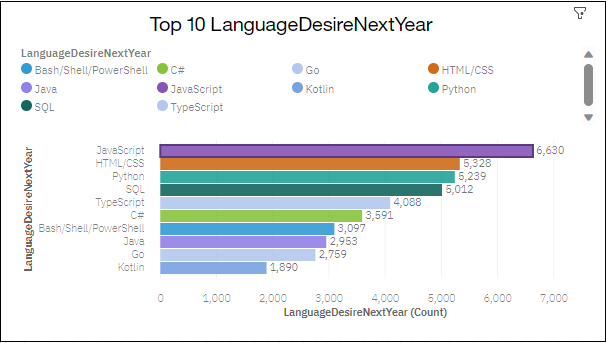 Top 10 LanguageDesireNextYear
LanguageDesireNextYear
Bash/Shell/PowerShell C# Go HTML/CSS
Java JavaScript Kotlin Python
SQL TypeScript
LanguageDesireNextYear
JavaScript 6,630
HTML/CSS 5,328
Python 5,239
SQL 5,012
TypeScript 4,088
C# 3,591
Bash/Shell/PowerShell 3,097
Java 2,953
Go 2,759
Kotlin 1,890
0 1,000 2,000 3,000 4,000 5,000 6,000 7,000
LanguageDesireNextYear (Count)